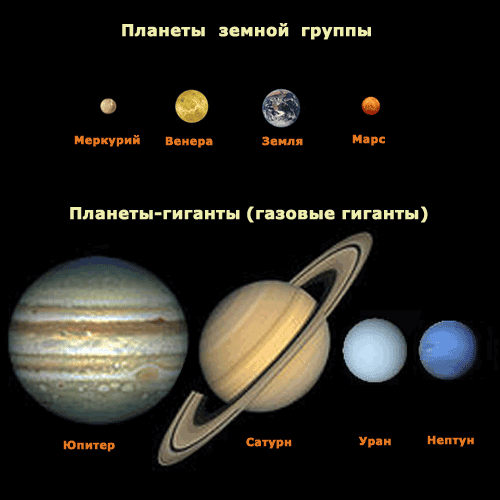 Планеты земной группы
Меркурий Венера Земля Марс
Планеты-гиганты (газовые гиганты)
Юпитер Сатурн Уран Нептун